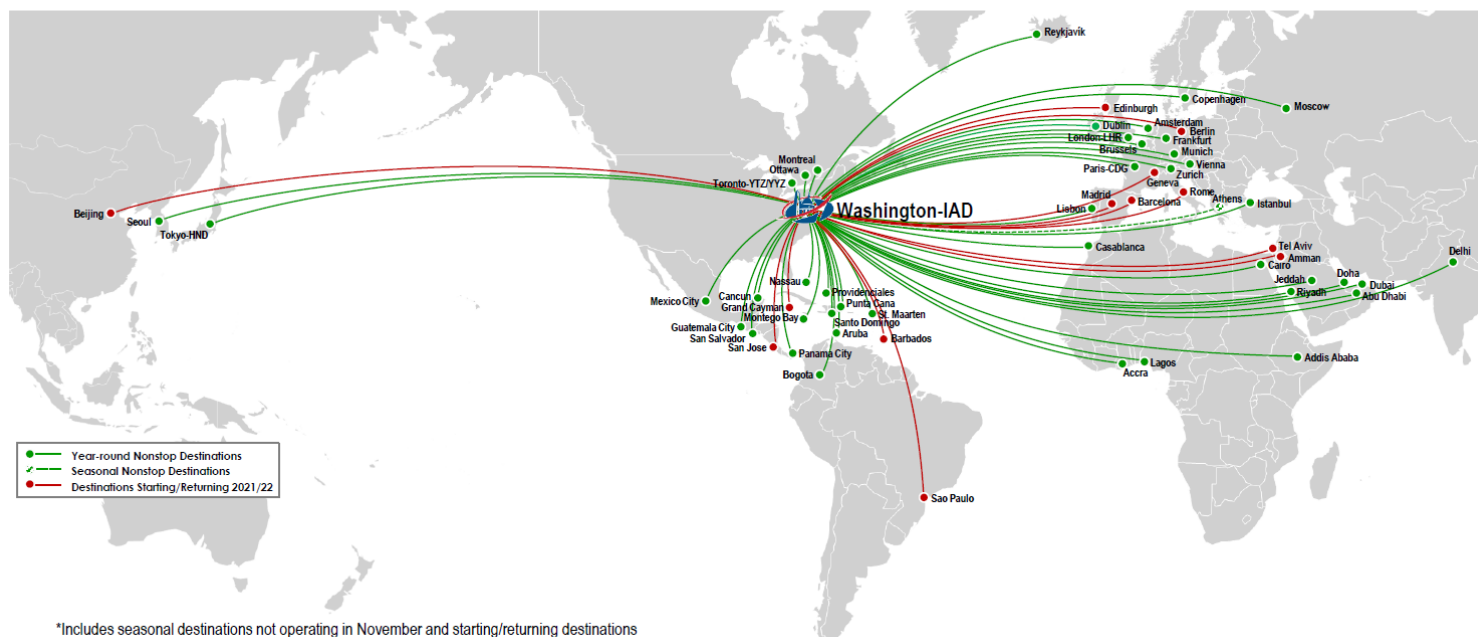 Reykjavik
Edinburgh
Copenhagen
Moscow
Dublin
Amsterdam
Berlin
London-LHR
Frankfurt
Brussels
Munich
Vienna
Paris-CDG
Zurich
Geneva
Montreal
Ottawa
Toronto-YTZ/YYZ
Madrid
Rome
Barcelona
Athens
Istanbul
Lisbon
Washington-IAD
Beijing
Seoul
Tokyo-HND
Casablanca
Tel Aviv
Amman
Cairo
Delhi
Jeddah
Doha
Dubai
Riyadh
Abu Dhabi
Nassau
Mexico City
Cancun
Providenciales
Grand Cayman
Punta Cana
Montego Bay
St. Maarten
Santo Domingo
Guatemala City
San Salvador
Aruba
San Jose
Barbados
Panama City
Bogota
Lagos
Accra
Addis Ababa
Sao Paulo
Year-round Nonstop Destinations
Seasonal Nonstop Destinations
Destinations Starting/Returning 2021/22
*Includes seasonal destinations not operating in November and starting/returning destinations